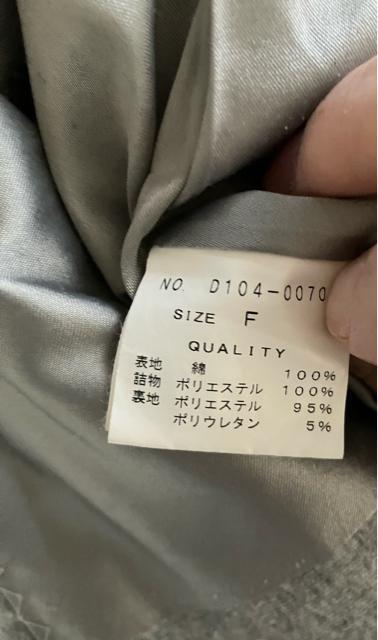 NO. D104-0070
SIZE F
QUALITY
表地 綿 100%
詰物 ポリエステル 100%
裏地 ポリエステル 95%
ポリウレタン 5%